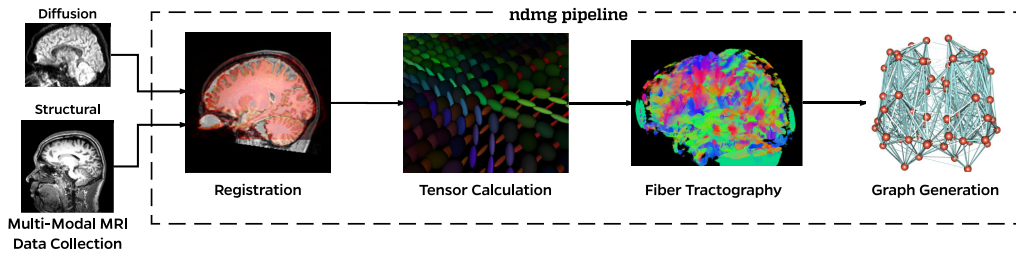 Diffusion
ndmg pipeline
Structural
Registration
Tensor Calculation
Fiber Tractography
Graph Generation
Multi-Modal MRI
Data Collection